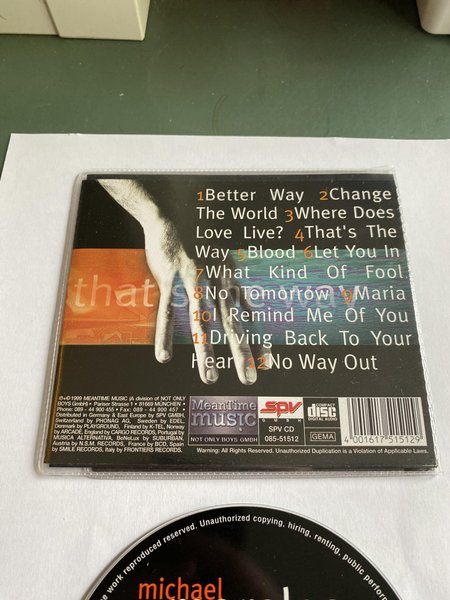 1Better Way 2Change
The World 3Where Does
Love Live? 4That's The
Way 5Blood 6Let You In
7What Kind Of Fool
that's the way
8No Tomorrow 9Maria
10I Remind Me Of You
11Driving Back To Your
Heart 12No Way Out
℗+© 1999 MEANTIME MUSIC (A division of NOT ONLY
BOYS GmbH) • Pariser Strasse 1 • 81669 MÜNCHEN •
Phone: 089 - 44 900 455 • Fax: 089 - 44 900 457 •
Distributed in Germany & East Europe by SPV GMBH,
Switzerland by PHONAG AG, Sweden by EDEL,
Denmark by PLAYGROUND, Finland by K-TEL, Norway
by ARCADE, England by CARGO RECORDS, Portugal by
MUSICA ALTERNATIVA, BeNeLux by SUBURBAN,
Austria by N.S.M. RECORDS, France by BCD, Spain
by SMILE RECORDS, Italy by FRONTIERS RECORDS.
MeanTime
music
NOT ONLY BOYS GMBH
SPV
SPV CD
085-51512
COMPACT
disc
DIGITAL AUDIO
GEMA
4 001617 515129
Warning: All Rights Reserved. Unauthorized Duplication is a Violation of Applicable Laws.
work reproduced reserved. Unauthorized copying, hiring, renting, public
michael